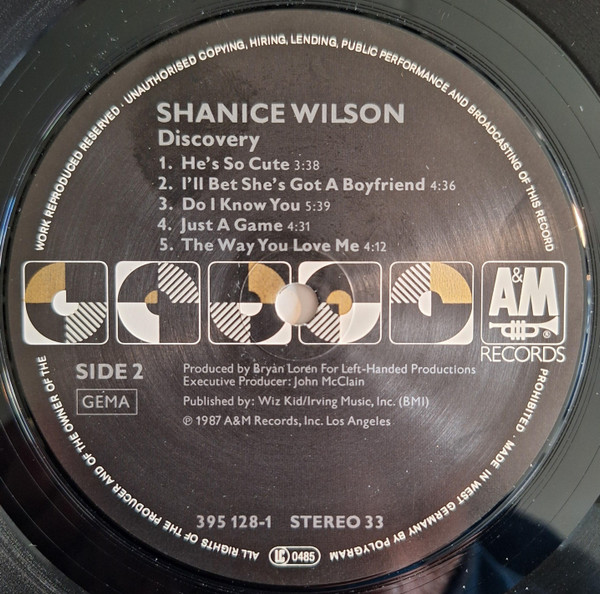 WORK REPRODUCED RESERVED · UNAUTHORISED COPYING, HIRING, LENDING, PUBLIC PERFORMANCE AND BROADCASTING OF THIS RECORD
SHANICE WILSON
Discovery
1. He's So Cute 3:38
2. I'll Bet She's Got A Boyfriend 4:36
3. Do I Know You 5:39
4. Just A Game 4:31
5. The Way You Love Me 4:12
A&M
®
RECORDS
SIDE 2
GEMA
Produced by Bryan Loren For Left-Handed Productions
Executive Producer: John McClain
Published by: Wiz Kid/Irving Music, Inc. (BMI)
℗ 1987 A&M Records, Inc. Los Angeles
395 128-1 STEREO 33
PROHIBITED · MADE IN WEST GERMANY BY POLYGRAM
LC 0485
ALL RIGHTS OF THE PRODUCER AND OF THE OWNER OF THE